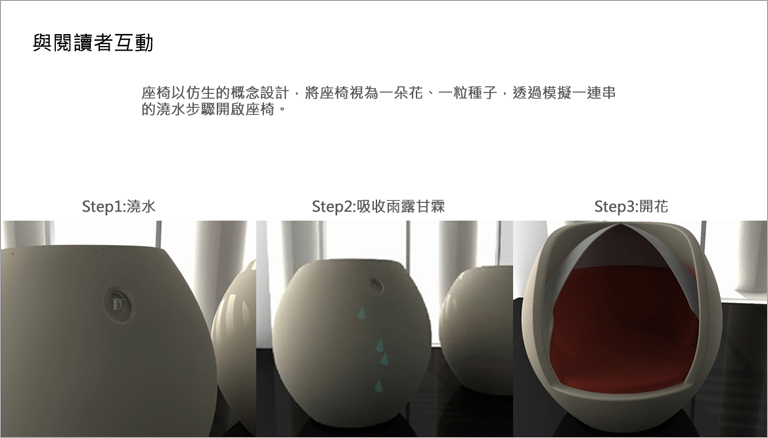 與閱讀者互動
座椅以仿生的概念設計，將座椅視為一朵花、一粒種子，透過模擬一連串
的澆水步驟開啟座椅。
Step1:澆水
Step2:吸收雨露甘霖
Step3:開花